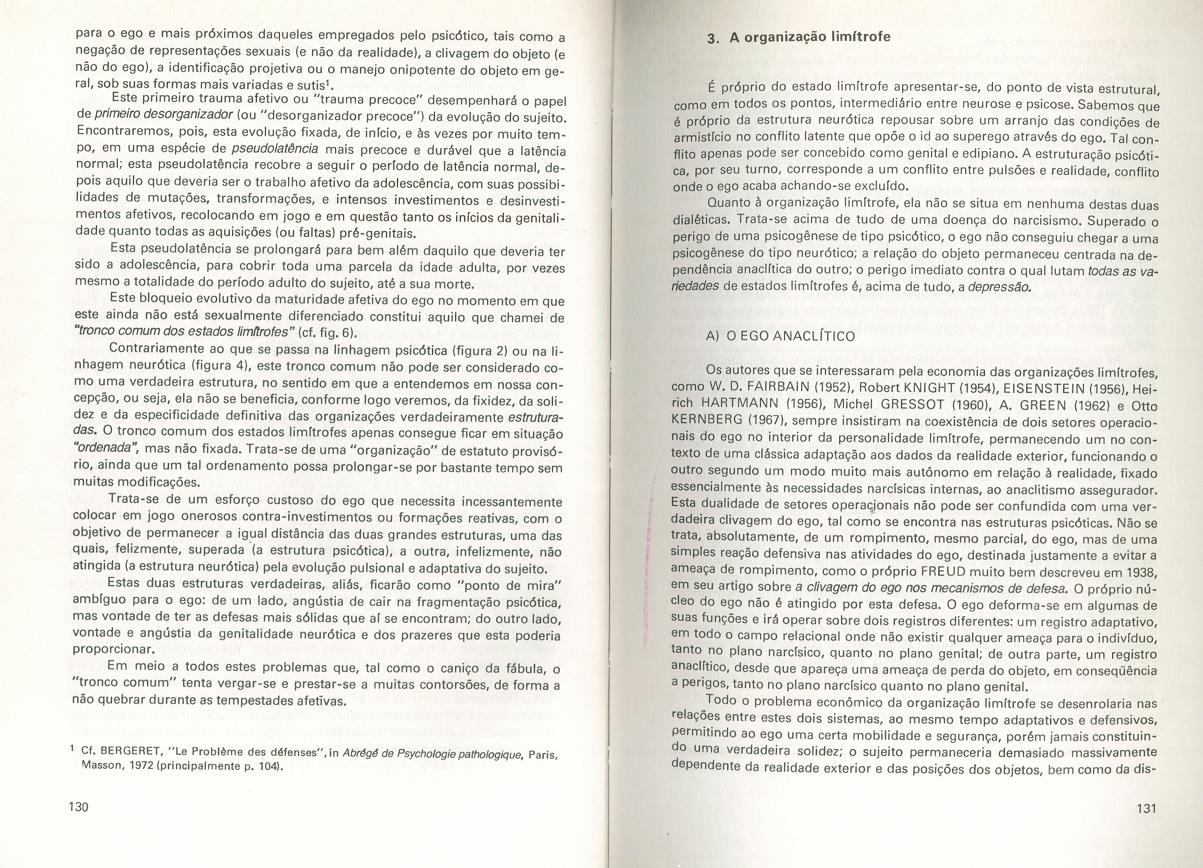 para o ego e mais próximos daqueles empregados pelo psicótico, tais como a
negação de representações sexuais (e não da realidade), a clivagem do objeto (e
não do ego), a identificação projetiva ou o manejo onipotente do objeto em ge-
ral, sob suas formas mais variadas e sutis¹.
Este primeiro trauma afetivo ou "trauma precoce" desempenhará o papel
de primeiro desorganizador (ou "desorganizador precoce") da evolução do sujeito.
Encontraremos, pois, esta evolução fixada, de início, e às vezes por muito tem-
po, em uma espécie de pseudolatência mais precoce e durável que a latência
normal; esta pseudolatência recobre a seguir o período de latência normal, de-
pois aquilo que deveria ser o trabalho afetivo da adolescência, com suas possibi-
lidades de mutações, transformações, e intensos investimentos e desinvesti-
mentos afetivos, recolocando em jogo e em questão tanto os inícios da genitali-
dade quanto todas as aquisições (ou faltas) pré-genitais.
Esta pseudolatência se prolongará para bem além daquilo que deveria ter
sido a adolescência, para cobrir toda uma parcela da idade adulta, por vezes
mesmo a totalidade do período adulto do sujeito, até a sua morte.
Este bloqueio evolutivo da maturidade afetiva do ego no momento em que
este ainda não está sexualmente diferenciado constitui aquilo que chamei de
"tronco comum dos estados limítrofes" (cf. fig. 6).
Contrariamente ao que se passa na linhagem psicótica (figura 2) ou na li-
nhagem neurótica (figura 4), este tronco comum não pode ser considerado co-
mo uma verdadeira estrutura, no sentido em que a entendemos em nossa con-
cepção, ou seja, ela não se beneficia, conforme logo veremos, da fixidez, da soli-
dez e da especificidade definitiva das organizações verdadeiramente estrutura-
das. O tronco comum dos estados limítrofes apenas consegue ficar em situação
"ordenada", mas não fixada. Trata-se de uma "organização" de estatuto provisó-
rio, ainda que um tal ordenamento possa prolongar-se por bastante tempo sem
muitas modificações.
Trata-se de um esforço custoso do ego que necessita incessantemente
colocar em jogo onerosos contra-investimentos ou formações reativas, com o
objetivo de permanecer a igual distância das duas grandes estruturas, uma das
quais, felizmente, superada (a estrutura psicótica), a outra, infelizmente, não
atingida (a estrutura neurótica) pela evolução pulsional e adaptativa do sujeito.
Estas duas estruturas verdadeiras, aliás, ficarão como "ponto de mira"
ambíguo para o ego: de um lado, angústia de cair na fragmentação psicótica,
mas vontade de ter as defesas mais sólidas que aí se encontram; do outro lado,
vontade e angústia da genitalidade neurótica e dos prazeres que esta poderia
proporcionar.
Em meio a todos estes problemas que, tal como o caniço da fábula, o
"tronco comum" tenta vergar-se e prestar-se a muitas contorsões, de forma a
não quebrar durante as tempestades afetivas.
¹ Cf. BERGERET, "Le Problème des défenses", in Abrégé de Psychologie pathologique, Paris,
Masson, 1972 (principalmente p. 104).
130
3. A organização limítrofe
É próprio do estado limítrofe apresentar-se, do ponto de vista estrutural,
como em todos os pontos, intermediário entre neurose e psicose. Sabemos que
é próprio da estrutura neurótica repousar sobre um arranjo das condições de
armistício no conflito latente que opõe o id ao superego através do ego. Tal con-
flito apenas pode ser concebido como genital e edipiano. A estruturação psicóti-
ca, por seu turno, corresponde a um conflito entre pulsões e realidade, conflito
onde o ego acaba achando-se excluído.
Quanto à organização limítrofe, ela não se situa em nenhuma destas duas
dialéticas. Trata-se acima de tudo de uma doença do narcisismo. Superado o
perigo de uma psicogênese de tipo psicótico, o ego não conseguiu chegar a uma
psicogênese do tipo neurótico; a relação do objeto permaneceu centrada na de-
pendência anaclítica do outro; o perigo imediato contra o qual lutam todas as va-
riedades de estados limítrofes é, acima de tudo, a depressão.
A) O EGO ANACLÍTICO
Os autores que se interessaram pela economia das organizações limítrofes,
como W. D. FAIRBAIN (1952), Robert KNIGHT (1954), EISENSTEIN (1956), Hei-
rich HARTMANN (1956), Michel GRESSOT (1960), A. GREEN (1962) e Otto
KERNBERG (1967), sempre insistiram na coexistência de dois setores operacio-
nais do ego no interior da personalidade limítrofe, permanecendo um no con-
texto de uma clássica adaptação aos dados da realidade exterior, funcionando o
outro segundo um modo muito mais autônomo em relação à realidade, fixado
essencialmente às necessidades narcísicas internas, ao anaclitismo assegurador.
Esta dualidade de setores operacionais não pode ser confundida com uma ver-
dadeira clivagem do ego, tal como se encontra nas estruturas psicóticas. Não se
trata, absolutamente, de um rompimento, mesmo parcial, do ego, mas de uma
simples reação defensiva nas atividades do ego, destinada justamente a evitar a
ameaça de rompimento, como o próprio FREUD muito bem descreveu em 1938,
em seu artigo sobre a clivagem do ego nos mecanismos de defesa. O próprio nú-
cleo do ego não é atingido por esta defesa. O ego deforma-se em algumas de
suas funções e irá operar sobre dois registros diferentes: um registro adaptativo,
em todo o campo relacional onde não existir qualquer ameaça para o indivíduo,
tanto no plano narcísico, quanto no plano genital; de outra parte, um registro
anaclítico, desde que apareça uma ameaça de perda do objeto, em conseqüência
a perigos, tanto no plano narcísico quanto no plano genital.
Todo o problema econômico da organização limítrofe se desenrolaria nas
relações entre estes dois sistemas, ao mesmo tempo adaptativos e defensivos,
permitindo ao ego uma certa mobilidade e segurança, porém jamais constituin-
do uma verdadeira solidez; o sujeito permaneceria demasiado massivamente
dependente da realidade exterior e das posições dos objetos, bem como da dis-
131